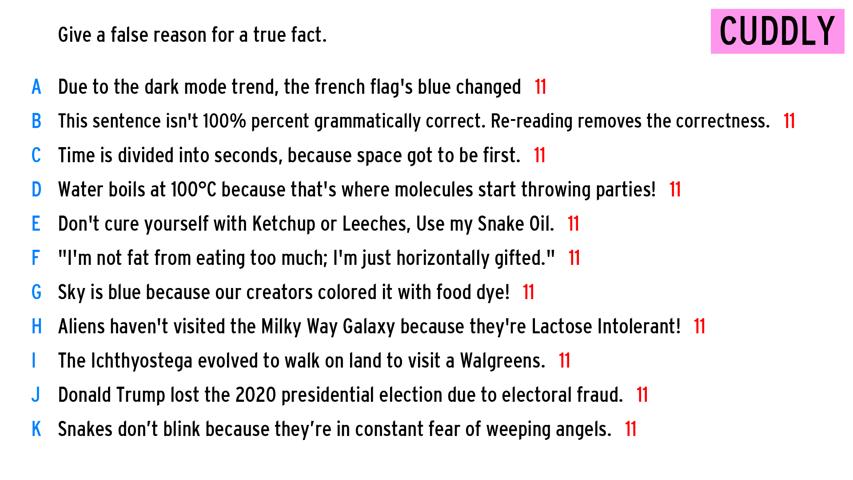 Give a false reason for a true fact.
CUDDLY
A Due to the dark mode trend, the french flag's blue changed 11
B This sentence isn't 100% percent grammatically correct. Re-reading removes the correctness. 11
C Time is divided into seconds, because space got to be first. 11
D Water boils at 100°C because that's where molecules start throwing parties! 11
E Don't cure yourself with Ketchup or Leeches, Use my Snake Oil. 11
F "I'm not fat from eating too much; I'm just horizontally gifted." 11
G Sky is blue because our creators colored it with food dye! 11
H Aliens haven't visited the Milky Way Galaxy because they're Lactose Intolerant! 11
I The Ichthyostega evolved to walk on land to visit a Walgreens. 11
J Donald Trump lost the 2020 presidential election due to electoral fraud. 11
K Snakes don’t blink because they’re in constant fear of weeping angels. 11